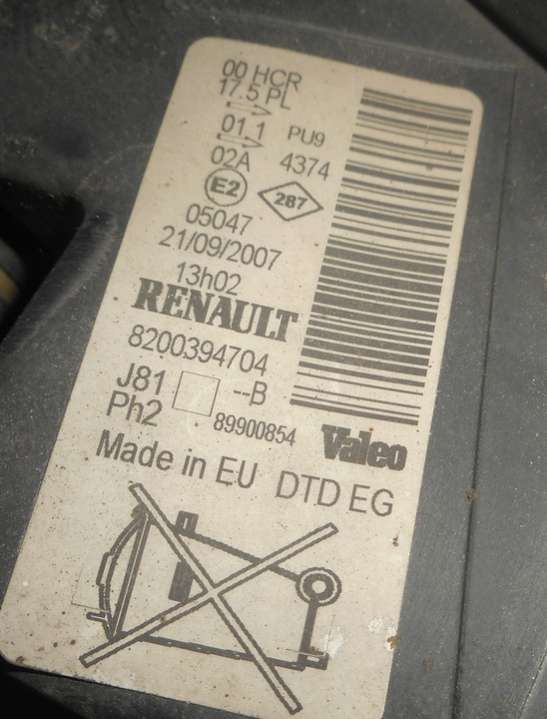 00 HCR
17.5 PL
01.1 PU9
02A 4374
E2 287
05047
21/09/2007
13h02
RENAULT
8200394704
J81 --B
Ph2 89900854 Valeo
Made in EU DTD EG